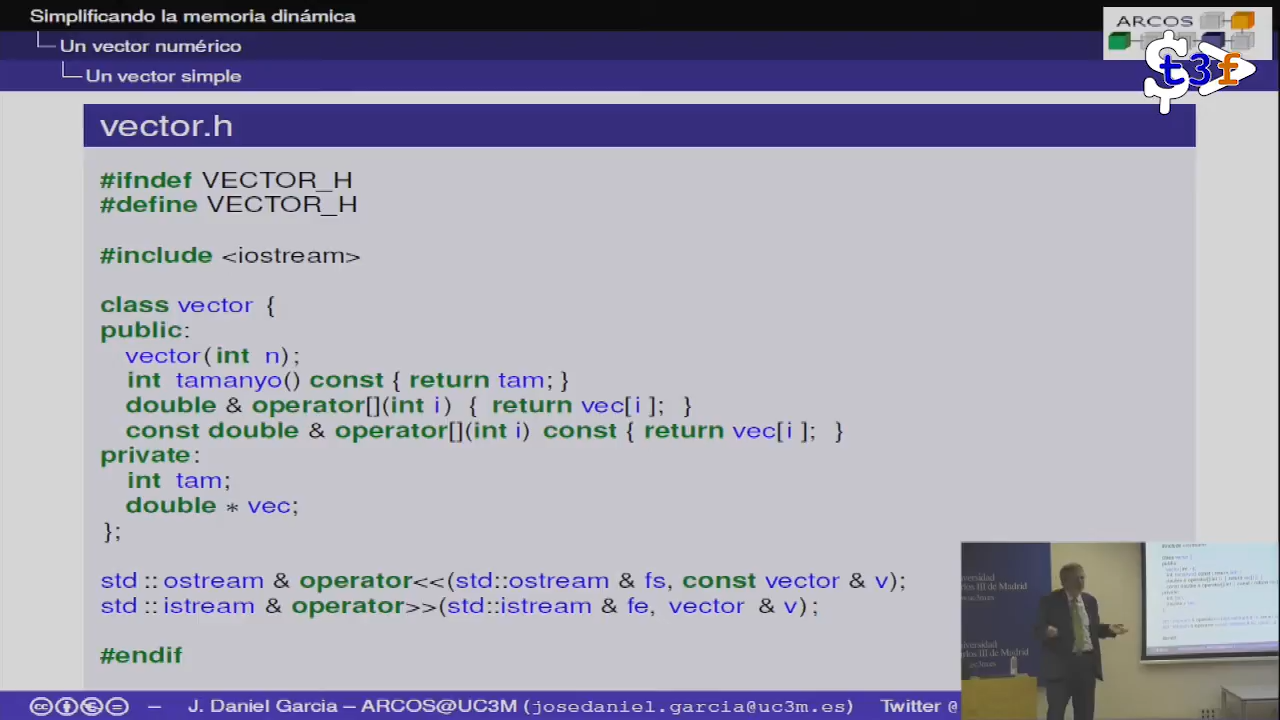 Simplificando la memoria dinámica
Un vector numérico
Un vector simple
ARCOS
$t3f
vector.h
#ifndef VECTOR_H
#define VECTOR_H
#include <iostream>
class vector {
public:
vector(int n);
int tamanyo() const { return tam; }
double & operator[](int i) { return vec[i ]; }
const double & operator[](int i) const { return vec[i ]; }
private:
int tam;
double * vec;
};
std :: ostream & operator<<(std::ostream & fs, const vector & v);
std :: istream & operator>>(std::istream & fe, vector & v);
#endif
cc – J. Daniel Garcia – ARCOS@UC3M (josedaniel.garcia@uc3m.es) Twitter @